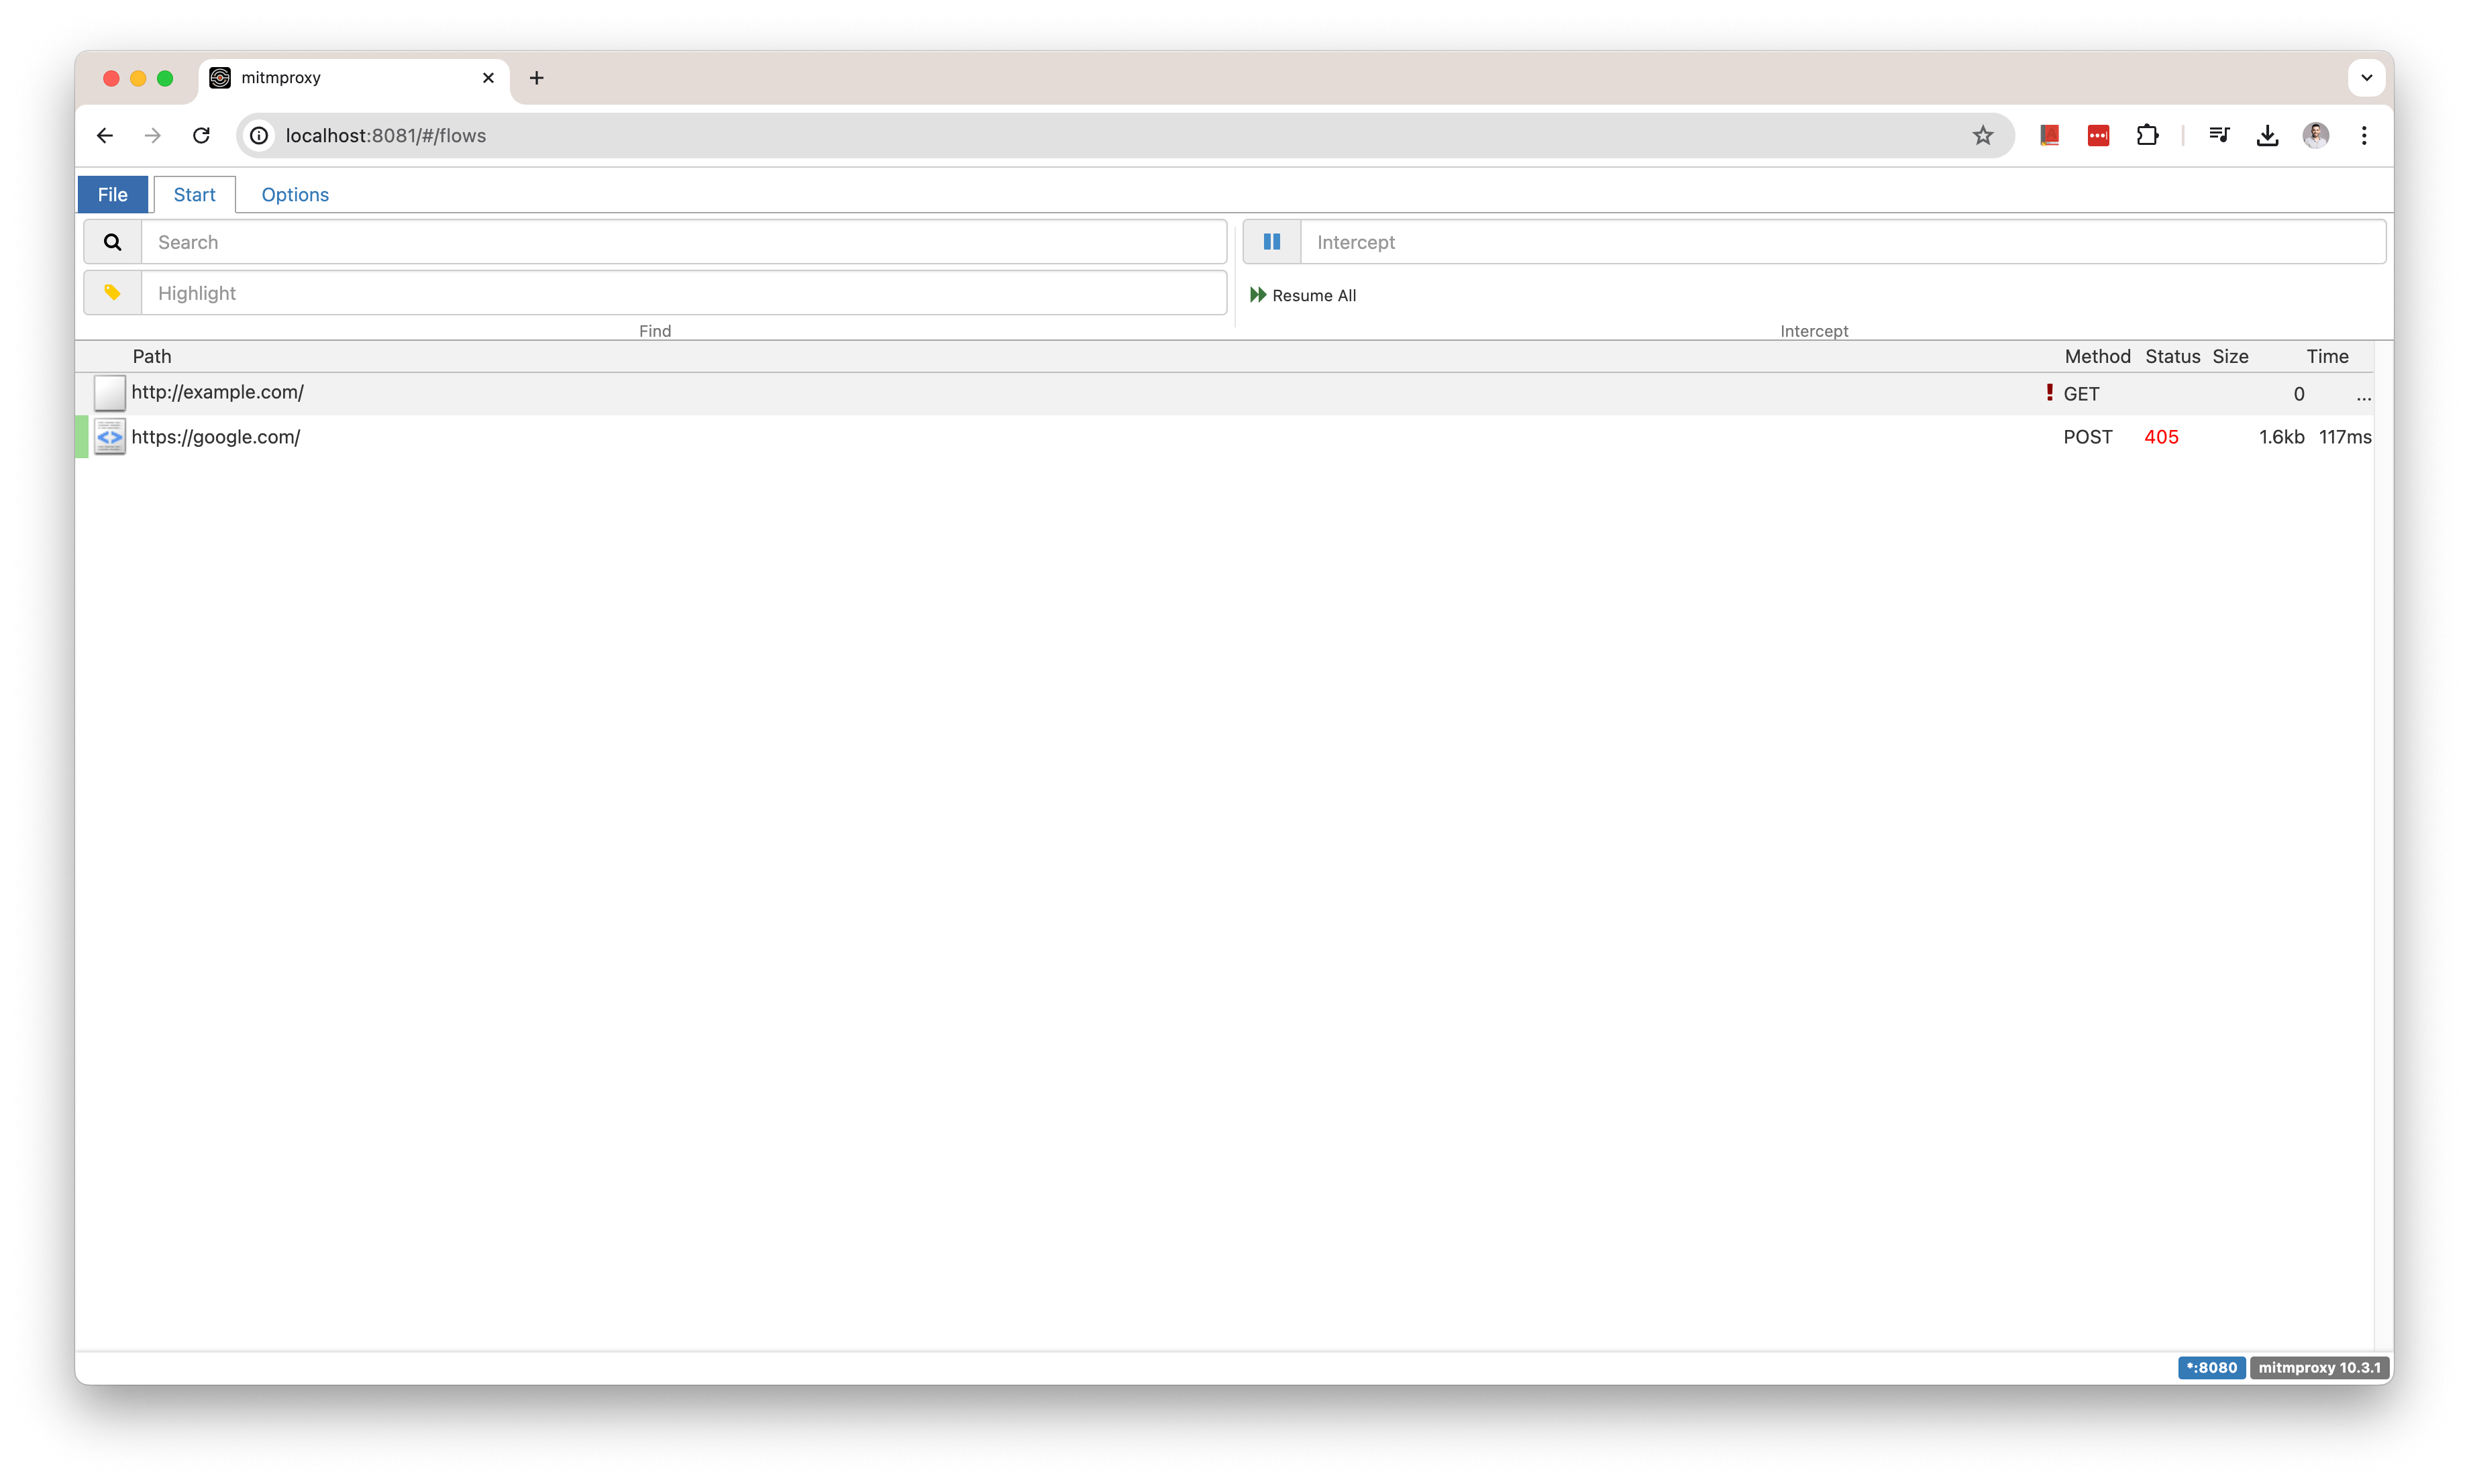 mitmproxy
localhost:8081/#/flows
File Start Options
Search
Intercept
Highlight
Resume All
Find
Intercept
Path Method Status Size Time
http://example.com/ ! GET 0 ...
https://google.com/ POST 405 1.6kb 117ms
*:8080 mitmproxy 10.3.1